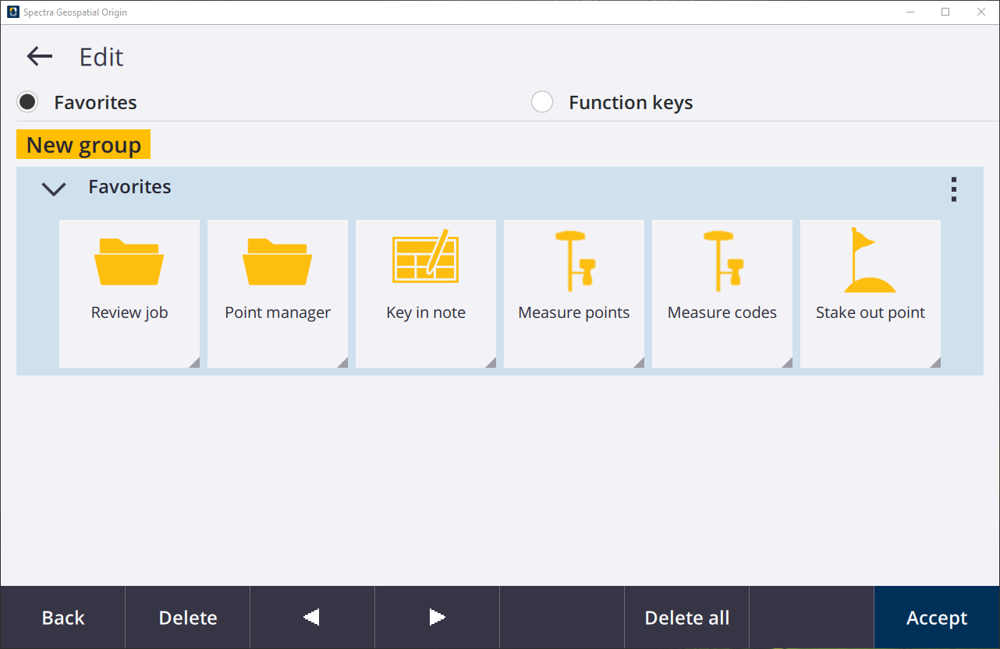 Spectra Geospatial Origin
Edit
Favorites
Function keys
New group
Favorites
Review job
Point manager
Key in note
Measure points
Measure codes
Stake out point
Back
Delete
Delete all
Accept